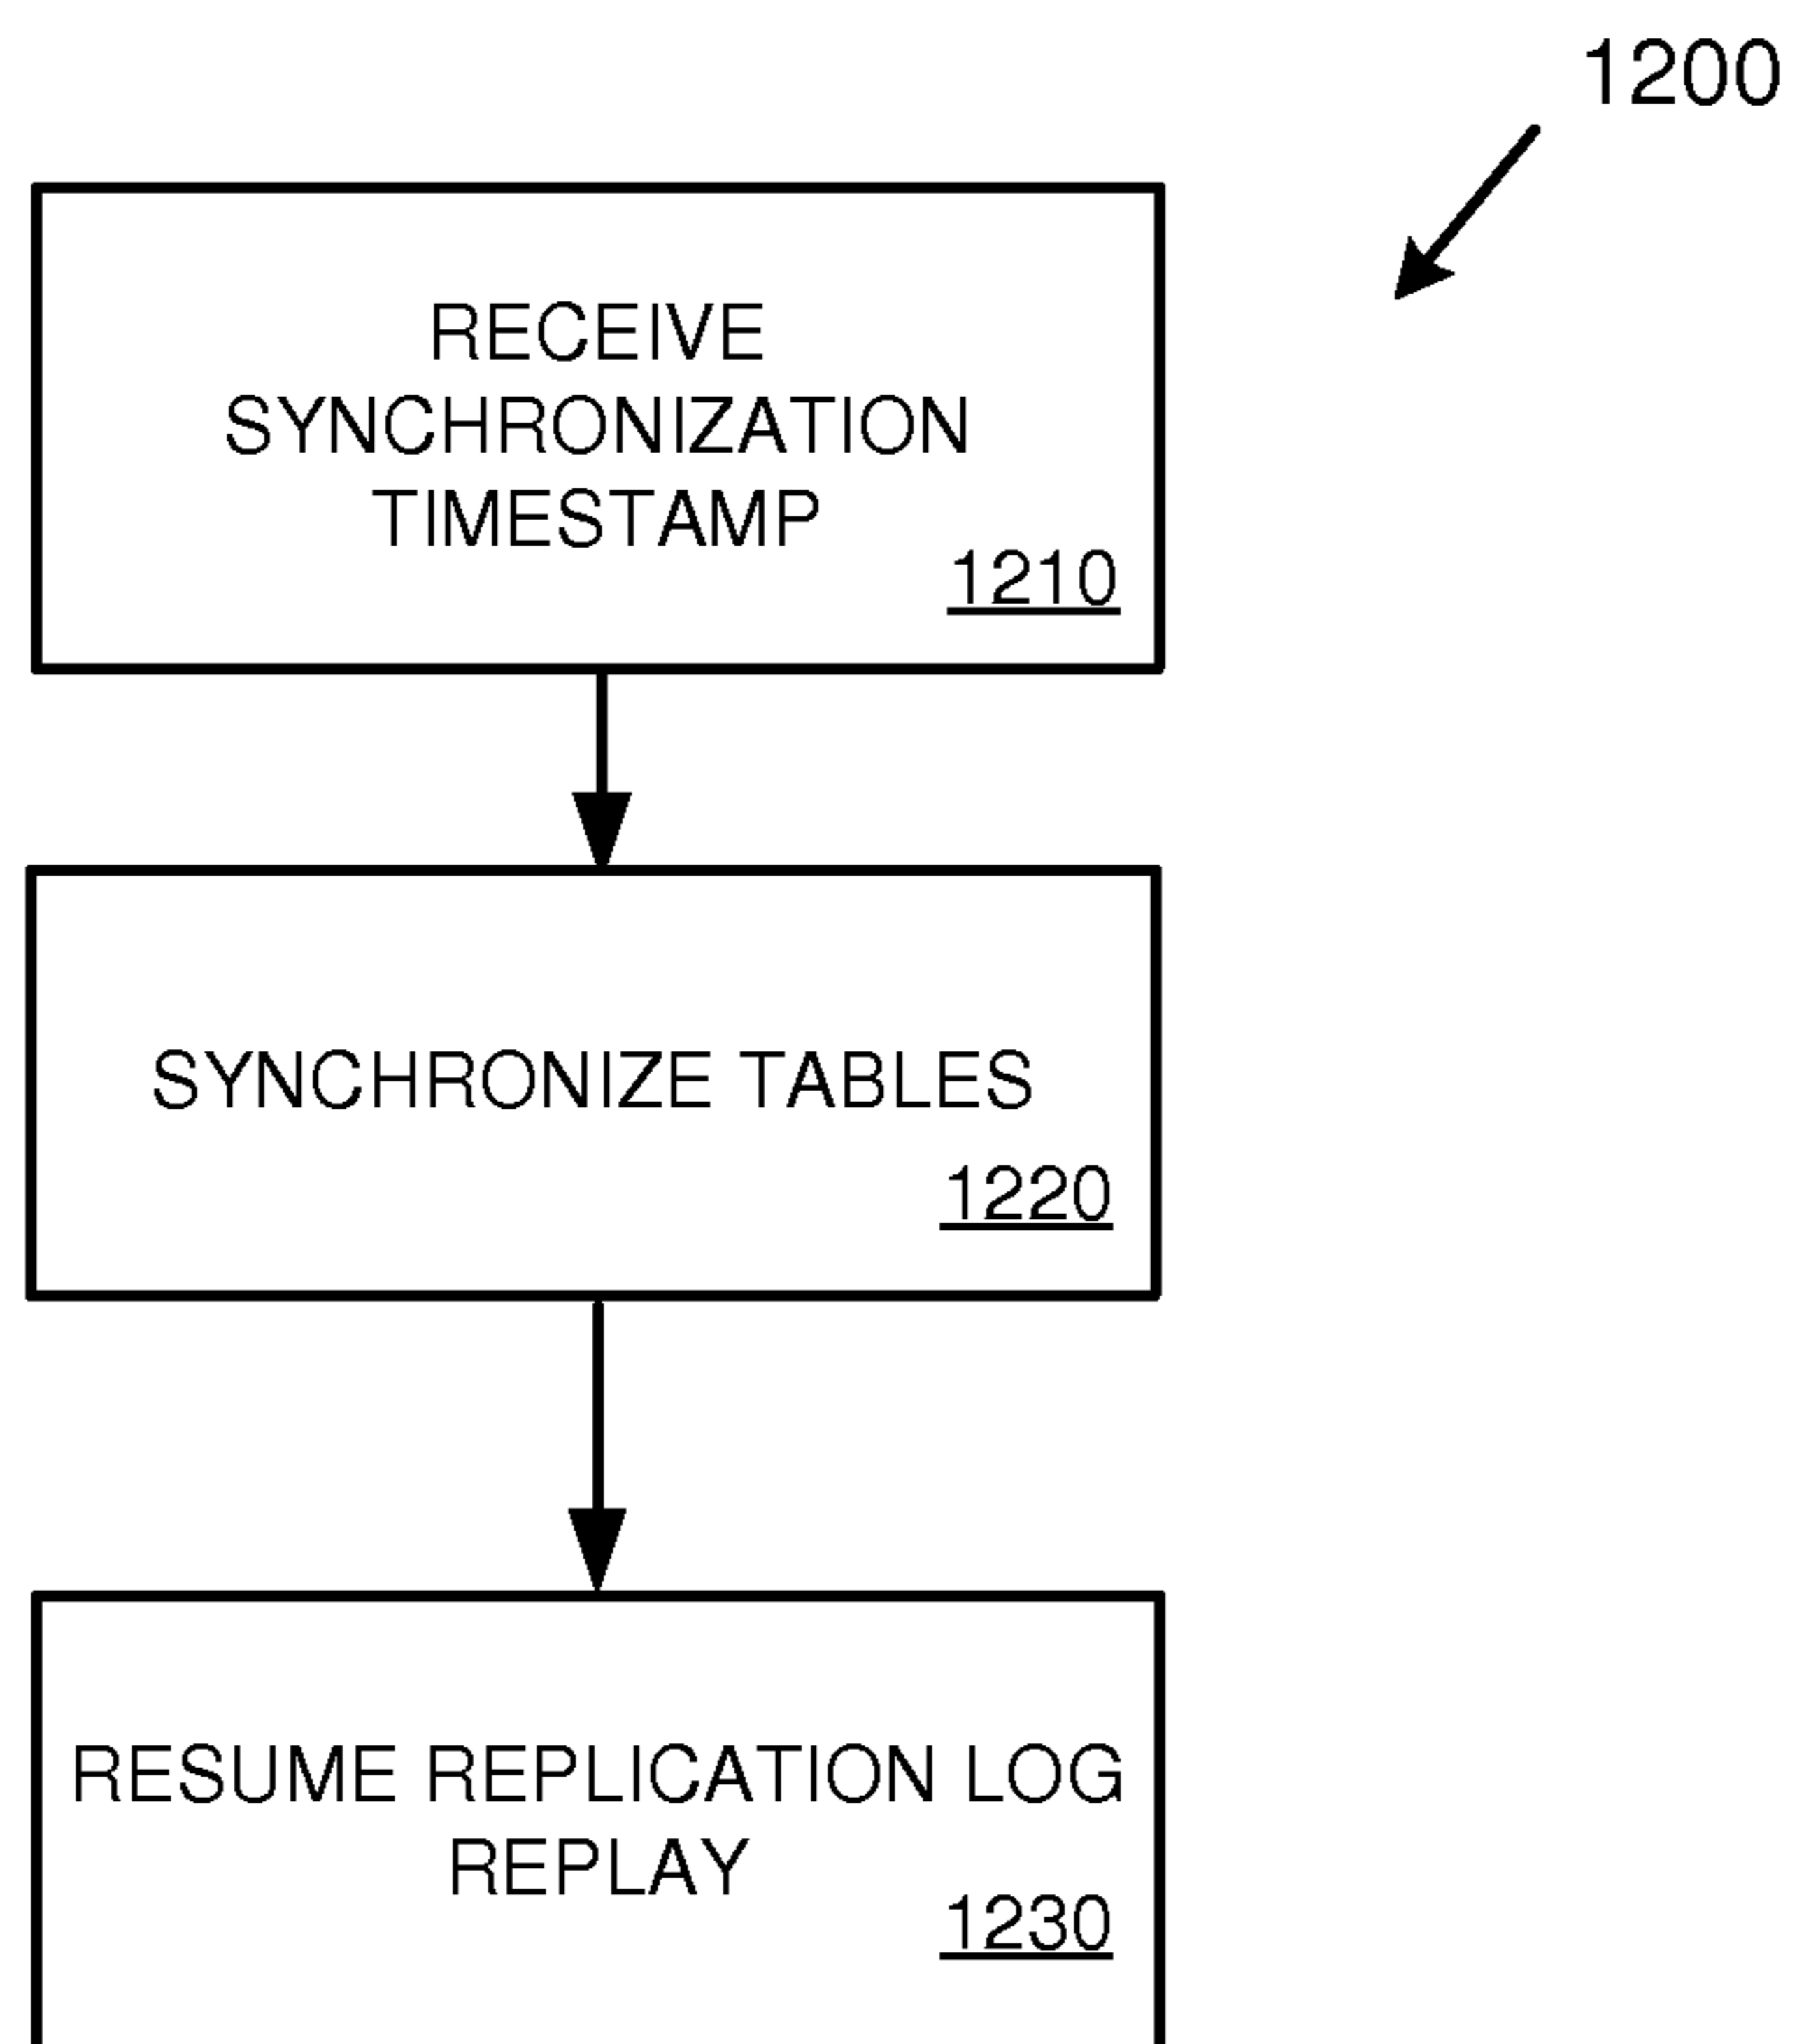 1200
RECEIVE
SYNCHRONIZATION
TIMESTAMP
1210
SYNCHRONIZE TABLES
1220
RESUME REPLICATION LOG
REPLAY
1230